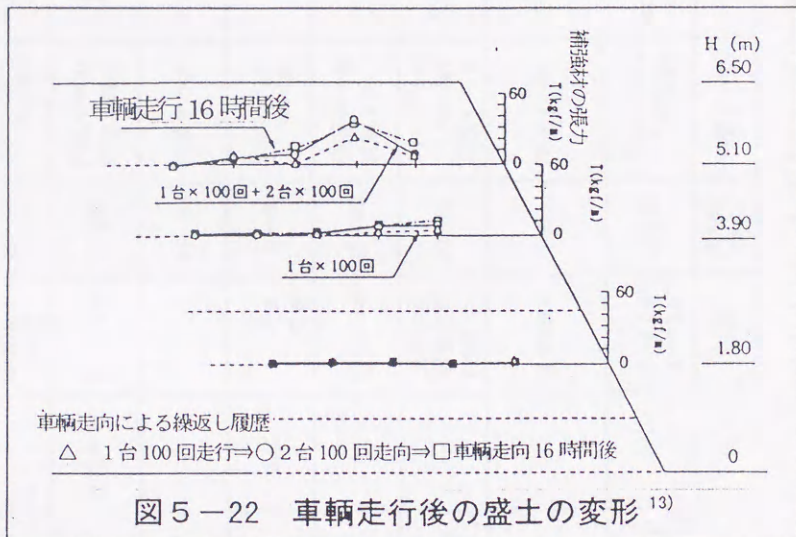 H (m)
6.50
補強材の張力
T(kgf/m)
60
0
車輌走行 16 時間後
5.10
1台×100回+2台×100回
T(kgf/m)
60
0
3.90
1台×100回
T(kgf/m)
60
0
1.80
車輌走向による繰返し履歴
△ 1台100回走行⇒○2台100回走向⇒□車輌走向16時間後
0
図5-22 車輌走行後の盛土の変形 13)